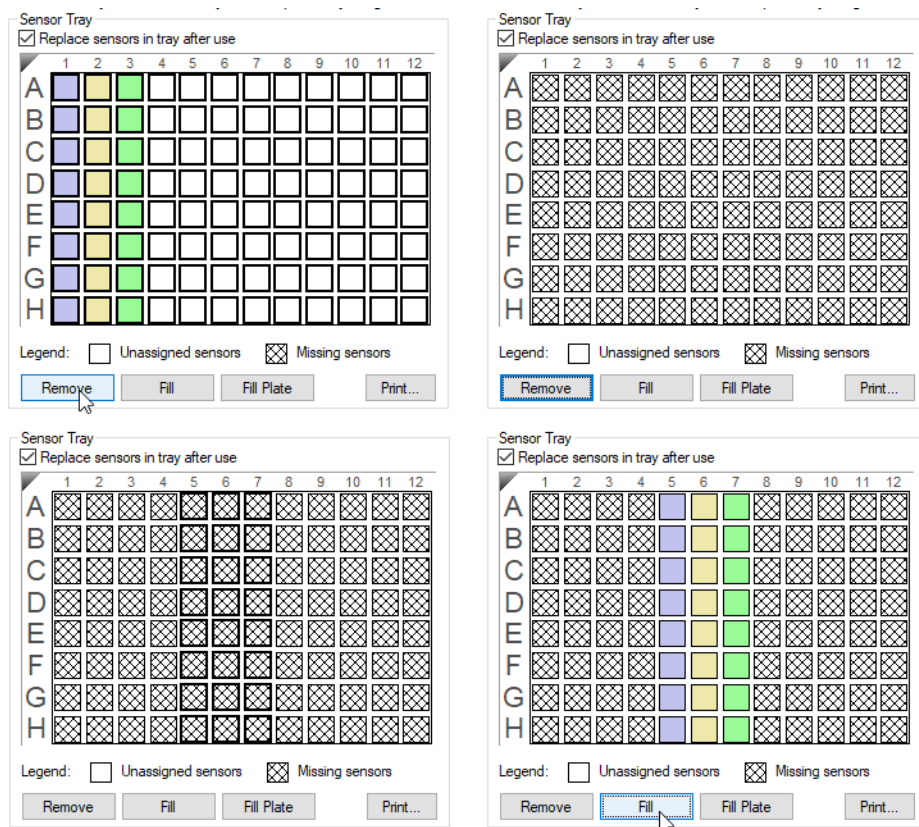 Sensor Tray
Replace sensors in tray after use
1 2 3 4 5 6 7 8 9 10 11 12
A
B
C
D
E
F
G
H
Legend: Unassigned sensors Missing sensors
Remove Fill Fill Plate Print...
Sensor Tray
Replace sensors in tray after use
1 2 3 4 5 6 7 8 9 10 11 12
A
B
C
D
E
F
G
H
Legend: Unassigned sensors Missing sensors
Remove Fill Fill Plate Print...
Sensor Tray
Replace sensors in tray after use
1 2 3 4 5 6 7 8 9 10 11 12
A
B
C
D
E
F
G
H
Legend: Unassigned sensors Missing sensors
Remove Fill Fill Plate Print...
Sensor Tray
Replace sensors in tray after use
1 2 3 4 5 6 7 8 9 10 11 12
A
B
C
D
E
F
G
H
Legend: Unassigned sensors Missing sensors
Remove Fill Fill Plate Print...